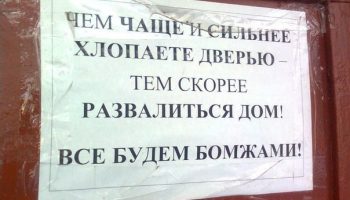 ЧЕМ ЧАЩЕ И СИЛЬНЕЕ
ХЛОПАЕТЕ ДВЕРЬЮ –
ТЕМ СКОРЕЕ
РАЗВАЛИТЬСЯ ДОМ!
ВСЕ БУДЕМ БОМЖАМИ!